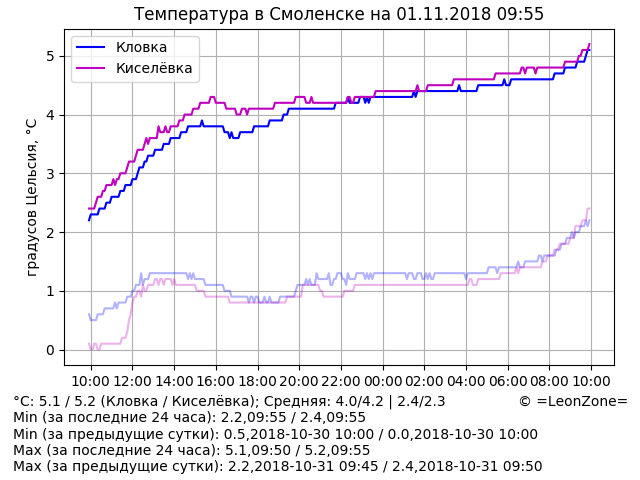 Температура в Смоленске на 01.11.2018 09:55
Кловка
Киселёвка
градусов Цельсия, °C
5
4
3
2
1
0
10:00 12:00 14:00 16:00 18:00 20:00 22:00 00:00 02:00 04:00 06:00 08:00 10:00
°C: 5.1 / 5.2 (Кловка / Киселёвка); Средняя: 4.0/4.2 | 2.4/2.3 © =LeonZone=
Min (за последние 24 часа): 2.2,09:55 / 2.4,09:55
Min (за предыдущие сутки): 0.5,2018-10-30 10:00 / 0.0,2018-10-30 10:00
Max (за последние 24 часа): 5.1,09:50 / 5.2,09:55
Max (за предыдущие сутки): 2.2,2018-10-31 09:45 / 2.4,2018-10-31 09:50